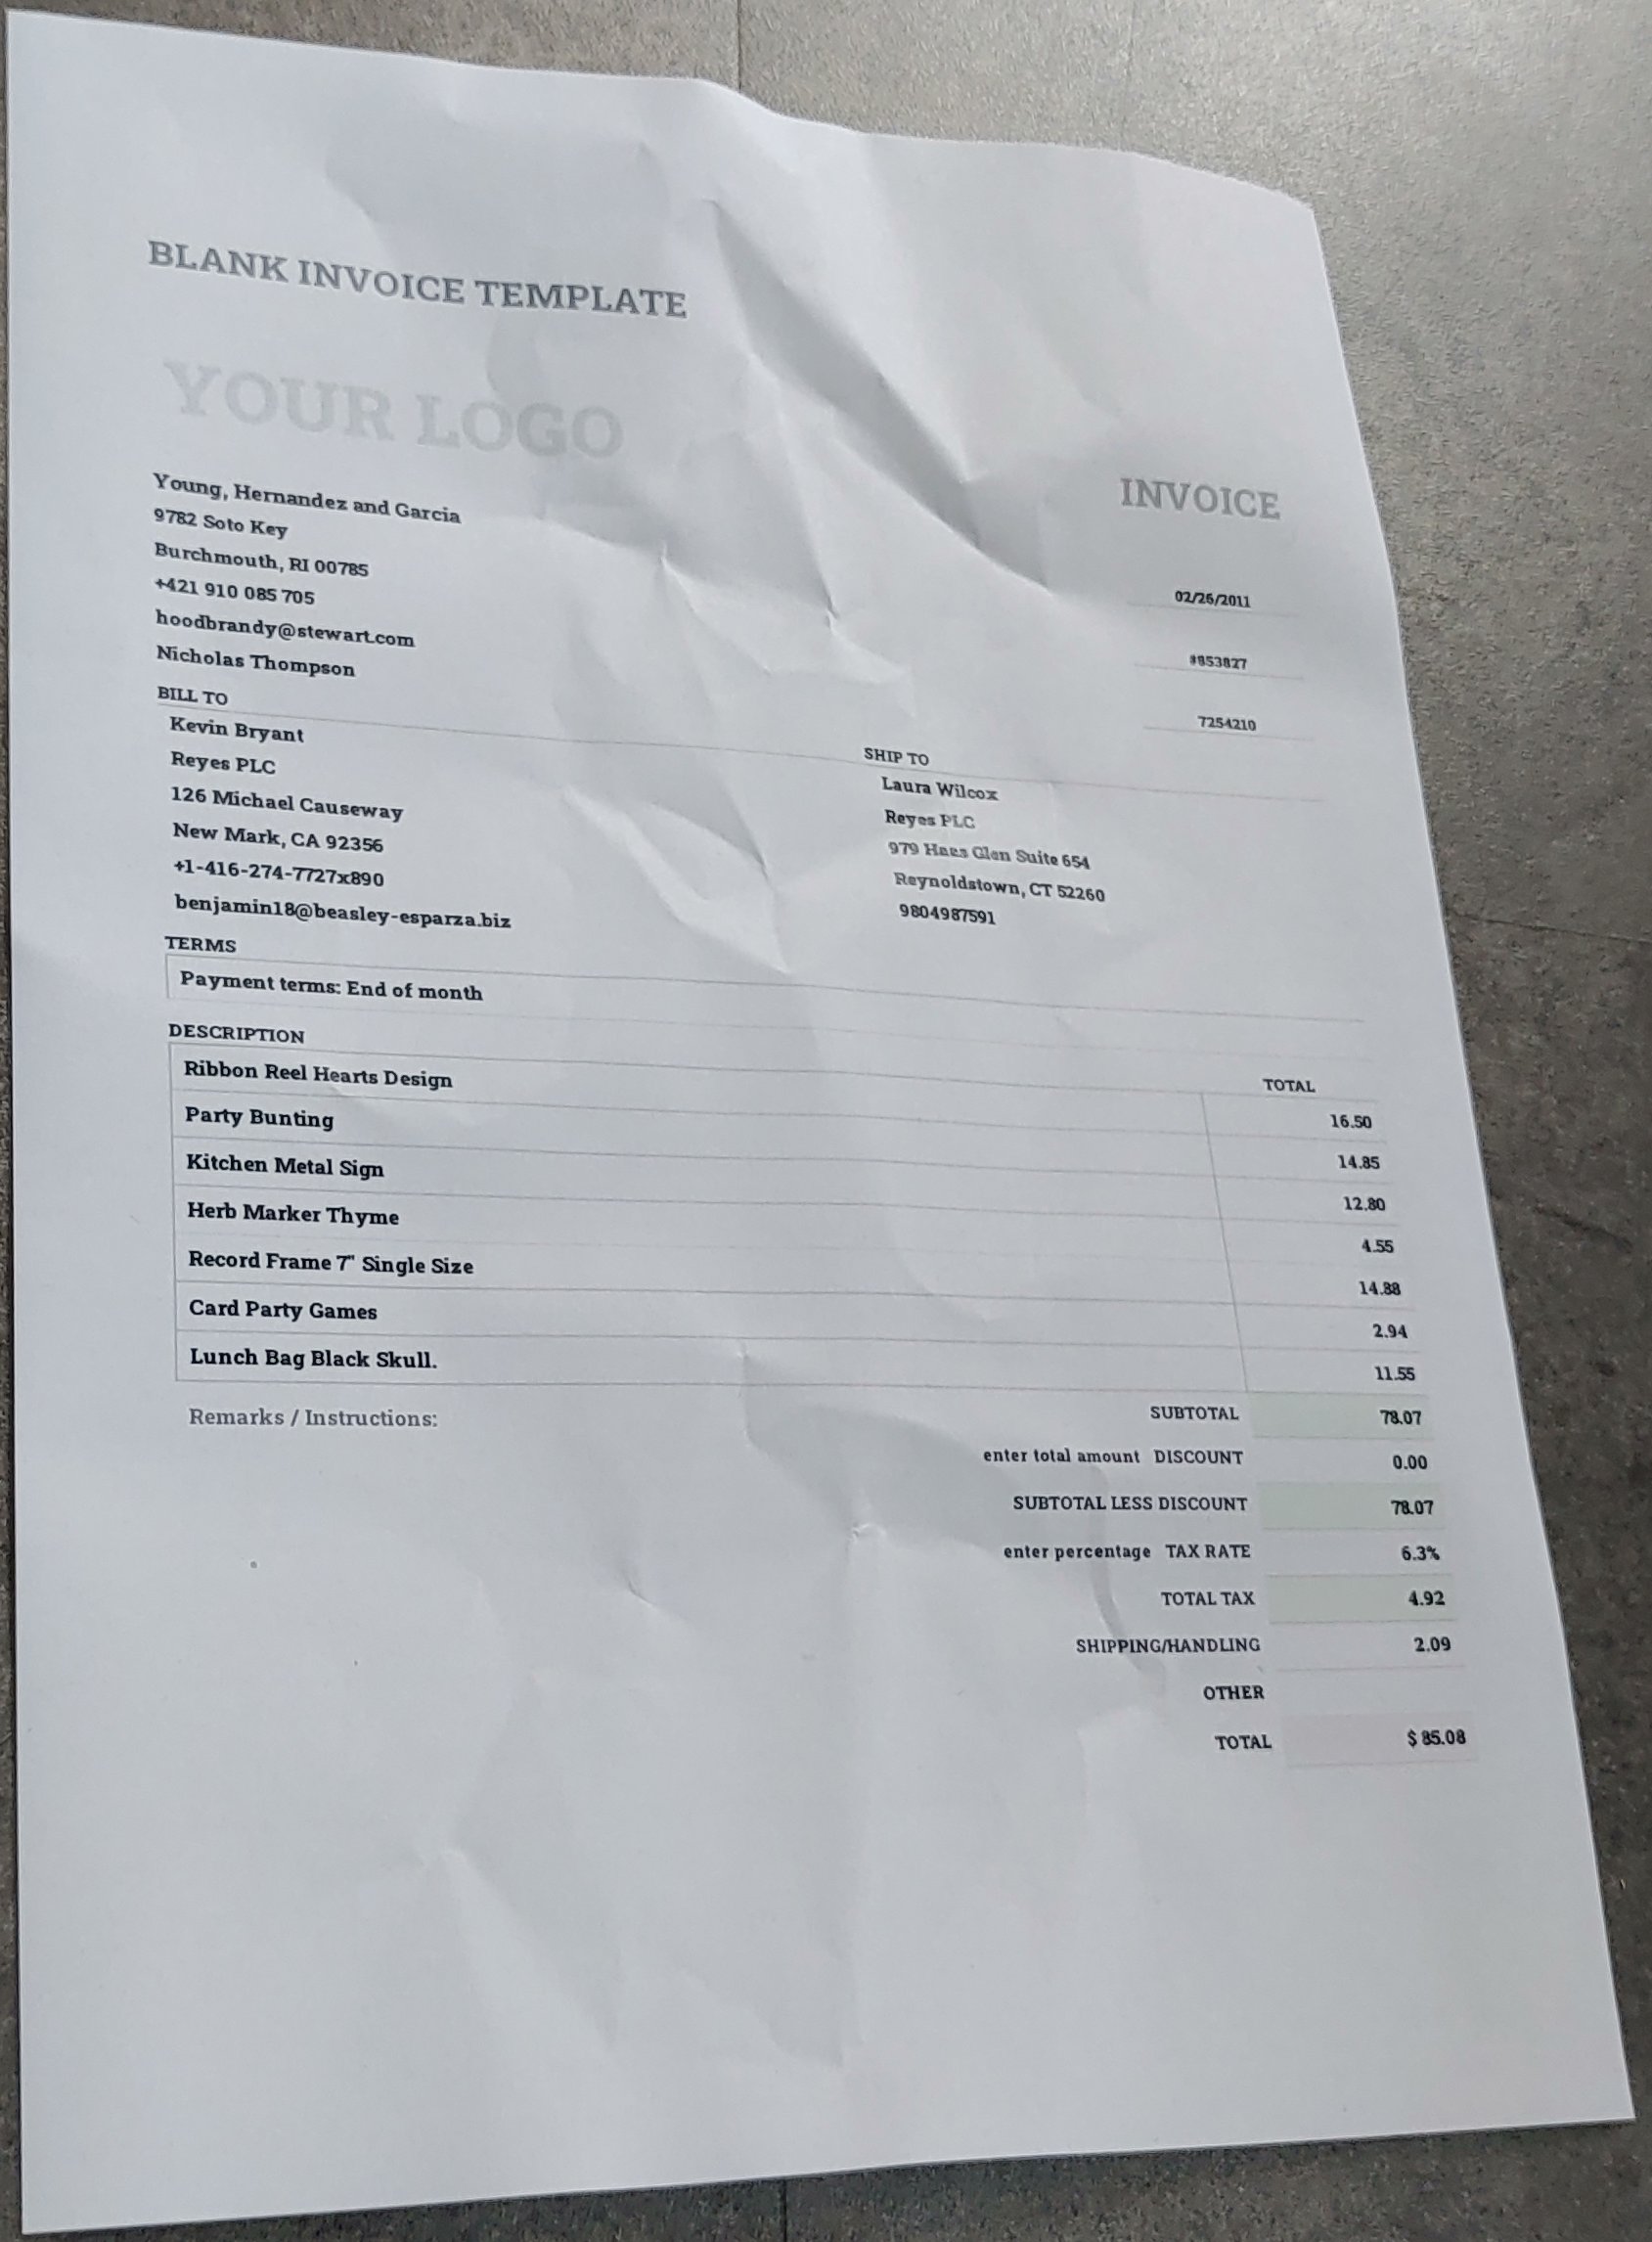 BLANK INVOICE TEMPLATE
YOUR LOGO
INVOICE
Young, Hernandez and Garcia
9782 Soto Key
Burchmouth, RI 00785
+421 910 085 705
hoodbrandy@stewart.com
Nicholas Thompson
02/26/2011
#853827
7254210
BILL TO
Kevin Bryant
Reyes PLC
126 Michael Causeway
New Mark, CA 92356
+1-416-274-7727x890
benjamin18@beasley-esparza.biz
SHIP TO
Laura Wilcox
Reyes PLC
979 Haas Glen Suite 654
Reynoldstown, CT 52260
9804987591
TERMS
Payment terms: End of month
DESCRIPTION TOTAL
Ribbon Reel Hearts Design 16.50
Party Bunting 14.85
Kitchen Metal Sign 12.80
Herb Marker Thyme 4.55
Record Frame 7" Single Size 14.88
Card Party Games 2.94
Lunch Bag Black Skull. 11.55
Remarks / Instructions: SUBTOTAL 78.07
enter total amount DISCOUNT 0.00
SUBTOTAL LESS DISCOUNT 78.07
enter percentage TAX RATE 6.3%
TOTAL TAX 4.92
SHIPPING/HANDLING 2.09
OTHER
TOTAL $ 85.08